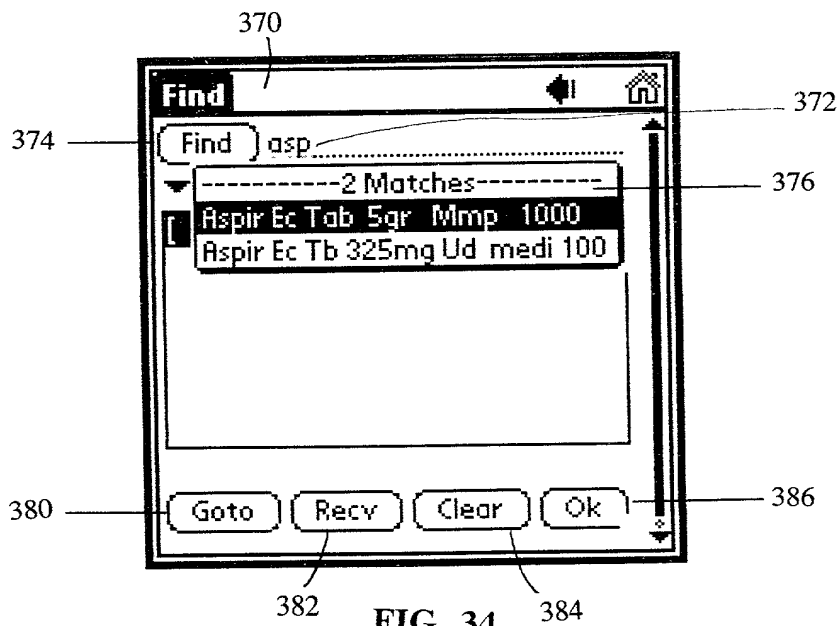 370
Find
372
374 Find asp
2 Matches 376
[ Aspir Ec Tab 5gr Mmp 1000
Aspir Ec Tb 325mg Ud medi 100
380 Goto Recv Clear Ok 386
382 FIG. 34 384